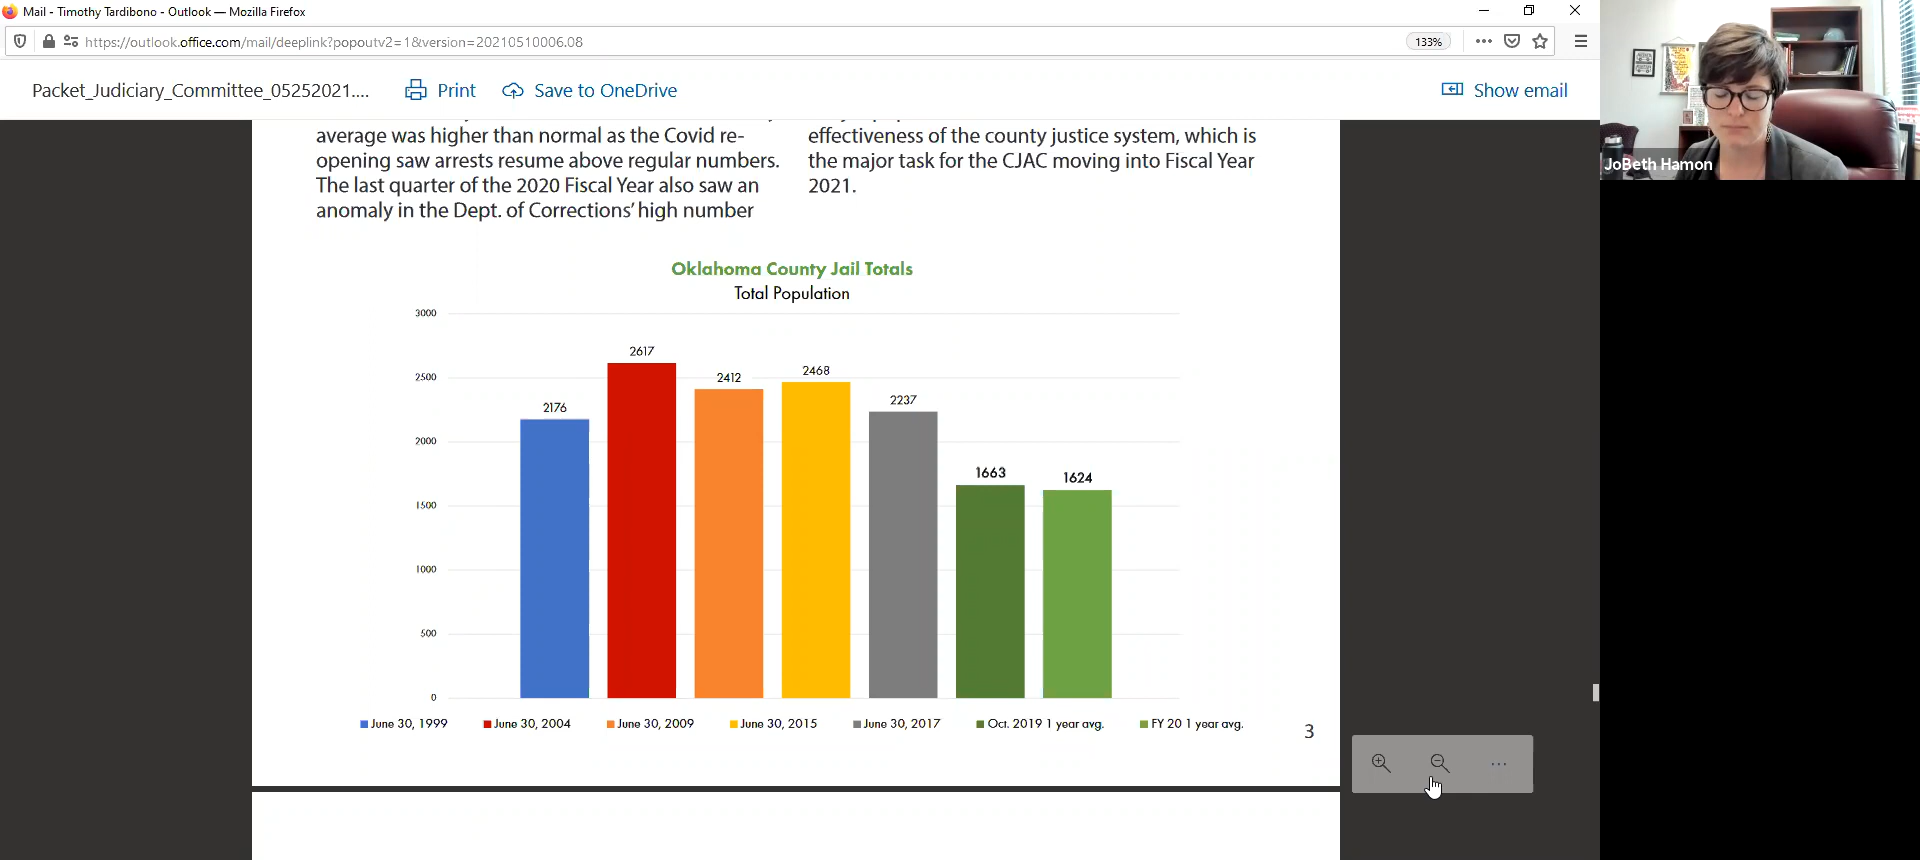 Mail - Timothy Tardibono - Outlook — Mozilla Firefox
https://outlook.office.com/mail/deeplink?popoutv2=1&version=20210510006.08
133%
Packet_Judiciary_Committee_05252021....
Print
Save to OneDrive
Show email
JoBeth Hamon
average was higher than normal as the Covid re-
opening saw arrests resume above regular numbers.
The last quarter of the 2020 Fiscal Year also saw an
anomaly in the Dept. of Corrections' high number
effectiveness of the county justice system, which is
the major task for the CJAC moving into Fiscal Year
2021.
Oklahoma County Jail Totals
Total Population
3000
2500
2000
1500
1000
500
0
2176
2617
2412
2468
2237
1663
1624
June 30, 1999
June 30, 2004
June 30, 2009
June 30, 2015
June 30, 2017
Oct. 2019 1 year avg.
FY 20 1 year avg.
3